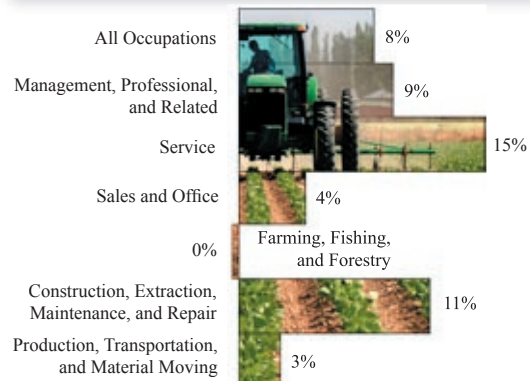 All Occupations
8%
Management, Professional,
and Related
9%
Service
15%
Sales and Office
4%
0%
Farming, Fishing,
and Forestry
Construction, Extraction,
Maintenance, and Repair
11%
Production, Transportation,
and Material Moving
3%